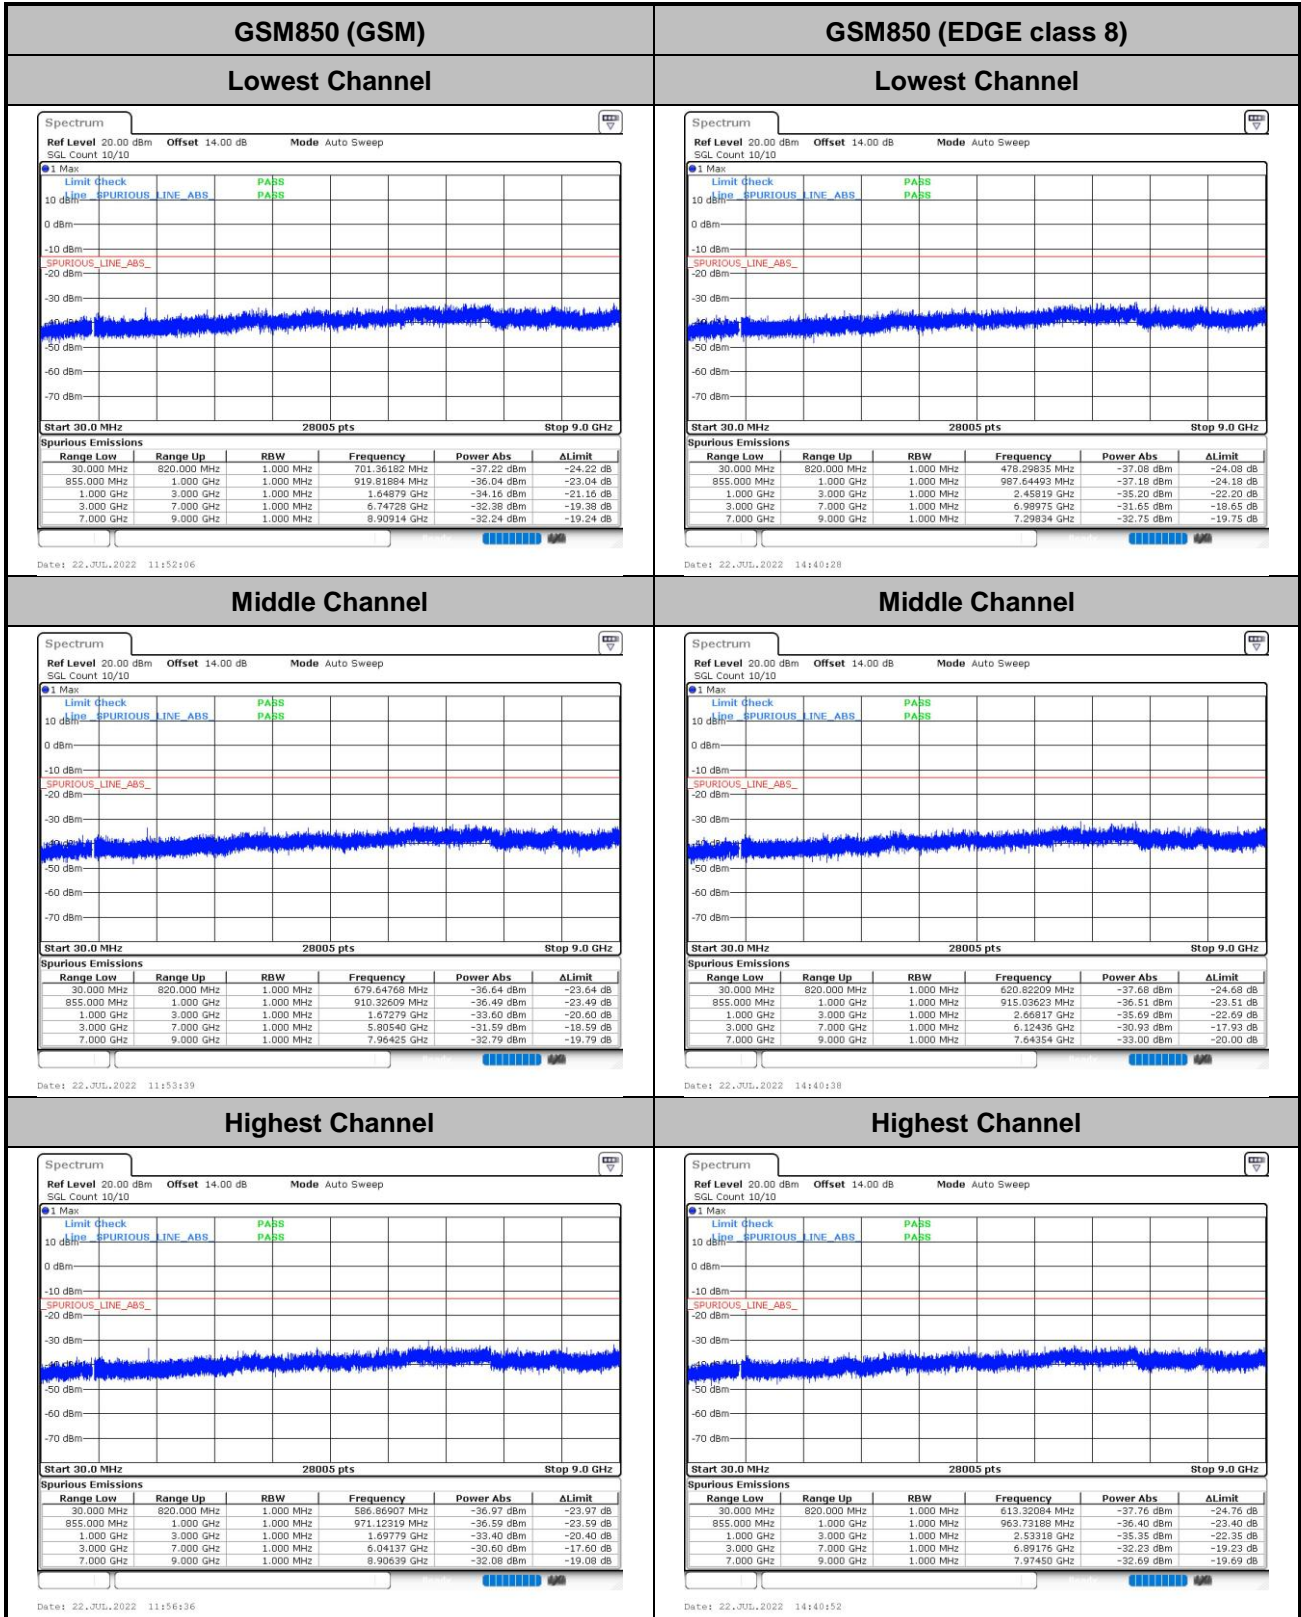 GSM850 (GSM)
GSM850 (EDGE class 8)
Lowest Channel
Lowest Channel
Spectrum
Ref Level 20.00 dBm Offset 14.00 dB Mode Auto Sweep
SGL Count 10/10
1 Max
Limit Check PASS
Line _SPURIOUS_LINE_ABS_ PASS
10 dBm
0 dBm
-10 dBm
_SPURIOUS_LINE_ABS_
-20 dBm
-30 dBm
-40 dBm
-50 dBm
-60 dBm
-70 dBm
Start 30.0 MHz 28005 pts Stop 9.0 GHz
Spurious Emissions
Range Low Range Up RBW Frequency Power Abs ΔLimit
30.000 MHz 820.000 MHz 1.000 MHz 701.36182 MHz -37.22 dBm -24.22 dB
855.000 MHz 1.000 GHz 1.000 MHz 919.81884 MHz -36.04 dBm -23.04 dB
1.000 GHz 3.000 GHz 1.000 MHz 1.64879 GHz -34.16 dBm -21.16 dB
3.000 GHz 7.000 GHz 1.000 MHz 6.74728 GHz -32.38 dBm -19.38 dB
7.000 GHz 9.000 GHz 1.000 MHz 8.90914 GHz -32.24 dBm -19.24 dB
Date: 22.JUL.2022 11:52:06
Spectrum
Ref Level 20.00 dBm Offset 14.00 dB Mode Auto Sweep
SGL Count 10/10
1 Max
Limit Check PASS
Line _SPURIOUS_LINE_ABS_ PASS
10 dBm
0 dBm
-10 dBm
_SPURIOUS_LINE_ABS_
-20 dBm
-30 dBm
-40 dBm
-50 dBm
-60 dBm
-70 dBm
Start 30.0 MHz 28005 pts Stop 9.0 GHz
Spurious Emissions
Range Low Range Up RBW Frequency Power Abs ΔLimit
30.000 MHz 820.000 MHz 1.000 MHz 478.29835 MHz -37.08 dBm -24.08 dB
855.000 MHz 1.000 GHz 1.000 MHz 987.64493 MHz -37.18 dBm -24.18 dB
1.000 GHz 3.000 GHz 1.000 MHz 2.45819 GHz -35.20 dBm -22.20 dB
3.000 GHz 7.000 GHz 1.000 MHz 6.98975 GHz -31.65 dBm -18.65 dB
7.000 GHz 9.000 GHz 1.000 MHz 7.29834 GHz -32.75 dBm -19.75 dB
Date: 22.JUL.2022 14:40:28
Middle Channel
Middle Channel
Spectrum
Ref Level 20.00 dBm Offset 14.00 dB Mode Auto Sweep
SGL Count 10/10
1 Max
Limit Check PASS
Line _SPURIOUS_LINE_ABS_ PASS
10 dBm
0 dBm
-10 dBm
_SPURIOUS_LINE_ABS_
-20 dBm
-30 dBm
-40 dBm
-50 dBm
-60 dBm
-70 dBm
Start 30.0 MHz 28005 pts Stop 9.0 GHz
Spurious Emissions
Range Low Range Up RBW Frequency Power Abs ΔLimit
30.000 MHz 820.000 MHz 1.000 MHz 679.64768 MHz -36.64 dBm -23.64 dB
855.000 MHz 1.000 GHz 1.000 MHz 910.32609 MHz -36.49 dBm -23.49 dB
1.000 GHz 3.000 GHz 1.000 MHz 1.67279 GHz -33.60 dBm -20.60 dB
3.000 GHz 7.000 GHz 1.000 MHz 5.80540 GHz -31.59 dBm -18.59 dB
7.000 GHz 9.000 GHz 1.000 MHz 7.96425 GHz -32.79 dBm -19.79 dB
Date: 22.JUL.2022 11:53:39
Spectrum
Ref Level 20.00 dBm Offset 14.00 dB Mode Auto Sweep
SGL Count 10/10
1 Max
Limit Check PASS
Line _SPURIOUS_LINE_ABS_ PASS
10 dBm
0 dBm
-10 dBm
_SPURIOUS_LINE_ABS_
-20 dBm
-30 dBm
-40 dBm
-50 dBm
-60 dBm
-70 dBm
Start 30.0 MHz 28005 pts Stop 9.0 GHz
Spurious Emissions
Range Low Range Up RBW Frequency Power Abs ΔLimit
30.000 MHz 820.000 MHz 1.000 MHz 620.82209 MHz -37.68 dBm -24.68 dB
855.000 MHz 1.000 GHz 1.000 MHz 915.03623 MHz -36.51 dBm -23.51 dB
1.000 GHz 3.000 GHz 1.000 MHz 2.66817 GHz -35.69 dBm -22.69 dB
3.000 GHz 7.000 GHz 1.000 MHz 6.12436 GHz -30.93 dBm -17.93 dB
7.000 GHz 9.000 GHz 1.000 MHz 7.64354 GHz -33.00 dBm -20.00 dB
Date: 22.JUL.2022 14:40:38
Highest Channel
Highest Channel
Spectrum
Ref Level 20.00 dBm Offset 14.00 dB Mode Auto Sweep
SGL Count 10/10
1 Max
Limit Check PASS
Line _SPURIOUS_LINE_ABS_ PASS
10 dBm
0 dBm
-10 dBm
_SPURIOUS_LINE_ABS_
-20 dBm
-30 dBm
-40 dBm
-50 dBm
-60 dBm
-70 dBm
Start 30.0 MHz 28005 pts Stop 9.0 GHz
Spurious Emissions
Range Low Range Up RBW Frequency Power Abs ΔLimit
30.000 MHz 820.000 MHz 1.000 MHz 586.86907 MHz -36.97 dBm -23.97 dB
855.000 MHz 1.000 GHz 1.000 MHz 971.12319 MHz -36.59 dBm -23.59 dB
1.000 GHz 3.000 GHz 1.000 MHz 1.69779 GHz -33.40 dBm -20.40 dB
3.000 GHz 7.000 GHz 1.000 MHz 6.04137 GHz -30.60 dBm -17.60 dB
7.000 GHz 9.000 GHz 1.000 MHz 8.90639 GHz -32.08 dBm -19.08 dB
Date: 22.JUL.2022 11:56:36
Spectrum
Ref Level 20.00 dBm Offset 14.00 dB Mode Auto Sweep
SGL Count 10/10
1 Max
Limit Check PASS
Line _SPURIOUS_LINE_ABS_ PASS
10 dBm
0 dBm
-10 dBm
_SPURIOUS_LINE_ABS_
-20 dBm
-30 dBm
-40 dBm
-50 dBm
-60 dBm
-70 dBm
Start 30.0 MHz 28005 pts Stop 9.0 GHz
Spurious Emissions
Range Low Range Up RBW Frequency Power Abs ΔLimit
30.000 MHz 820.000 MHz 1.000 MHz 613.32084 MHz -37.76 dBm -24.76 dB
855.000 MHz 1.000 GHz 1.000 MHz 963.73188 MHz -36.40 dBm -23.40 dB
1.000 GHz 3.000 GHz 1.000 MHz 2.53318 GHz -35.35 dBm -22.35 dB
3.000 GHz 7.000 GHz 1.000 MHz 6.89176 GHz -32.23 dBm -19.23 dB
7.000 GHz 9.000 GHz 1.000 MHz 7.97450 GHz -32.69 dBm -19.69 dB
Date: 22.JUL.2022 14:40:52